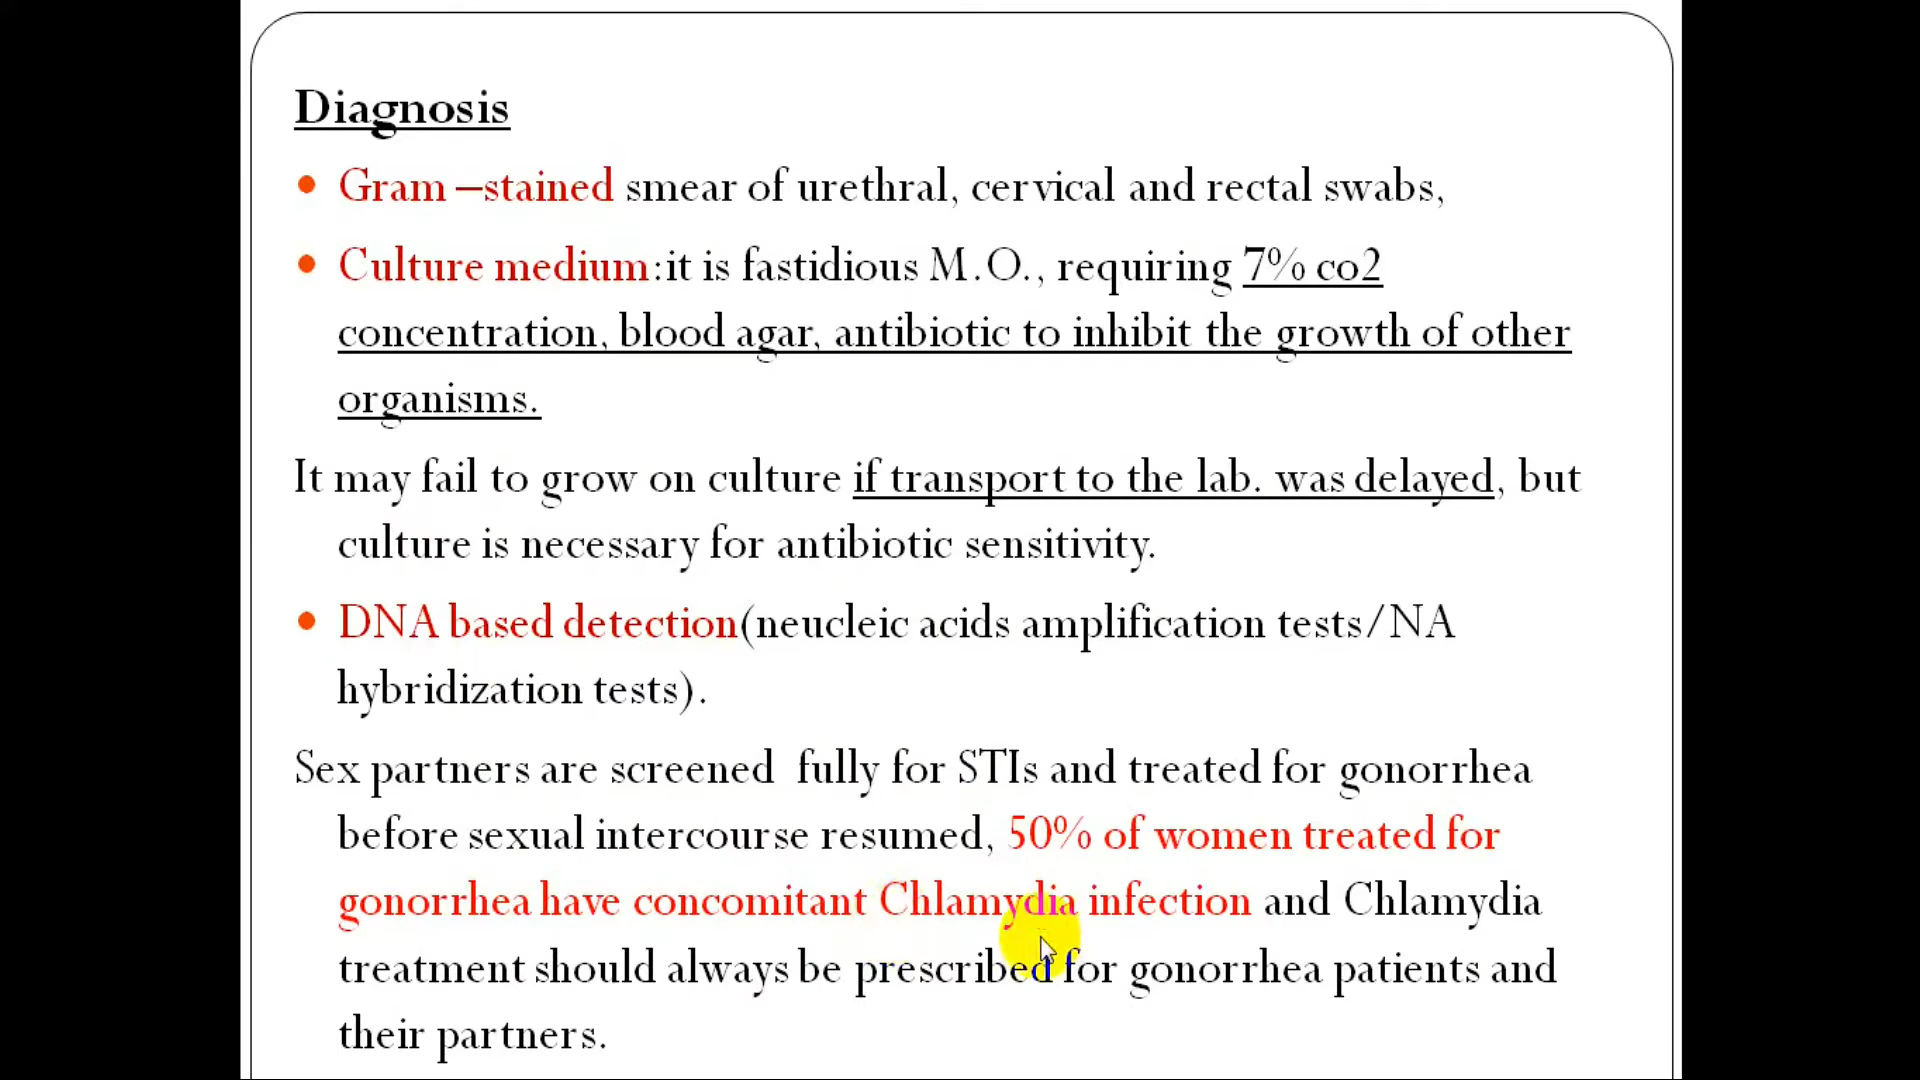 Diagnosis
• Gram –stained smear of urethral, cervical and rectal swabs,
• Culture medium:it is fastidious M.O., requiring 7% co2
concentration, blood agar, antibiotic to inhibit the growth of other
organisms.
It may fail to grow on culture if transport to the lab. was delayed, but
culture is necessary for antibiotic sensitivity.
• DNA based detection(neucleic acids amplification tests/NA
hybridization tests).
Sex partners are screened  fully for STIs and treated for gonorrhea
before sexual intercourse resumed, 50% of women treated for
gonorrhea have concomitant Chlamydia infection and Chlamydia
treatment should always be prescribed for gonorrhea patients and
their partners.